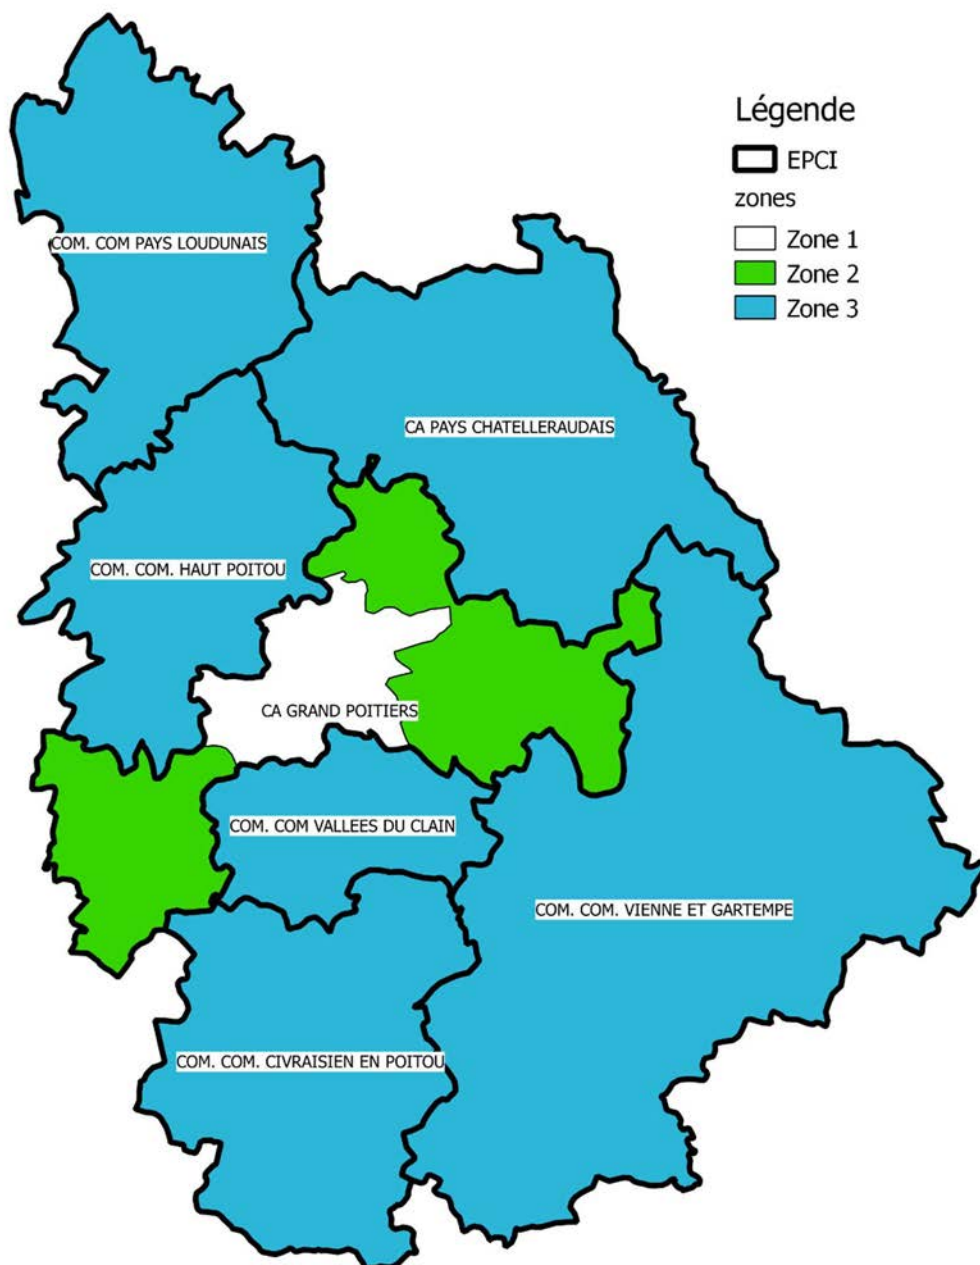 Légende
EPCI
zones
Zone 1
Zone 2
Zone 3
COM. COM PAYS LOUDUNAIS
CA PAYS CHATELLERAUDAIS
COM. COM. HAUT POITOU
CA GRAND POITIERS
COM. COM VALLEES DU CLAIN
COM. COM. VIENNE ET GARTEMPE
COM. COM. CIVRAISIEN EN POITOU